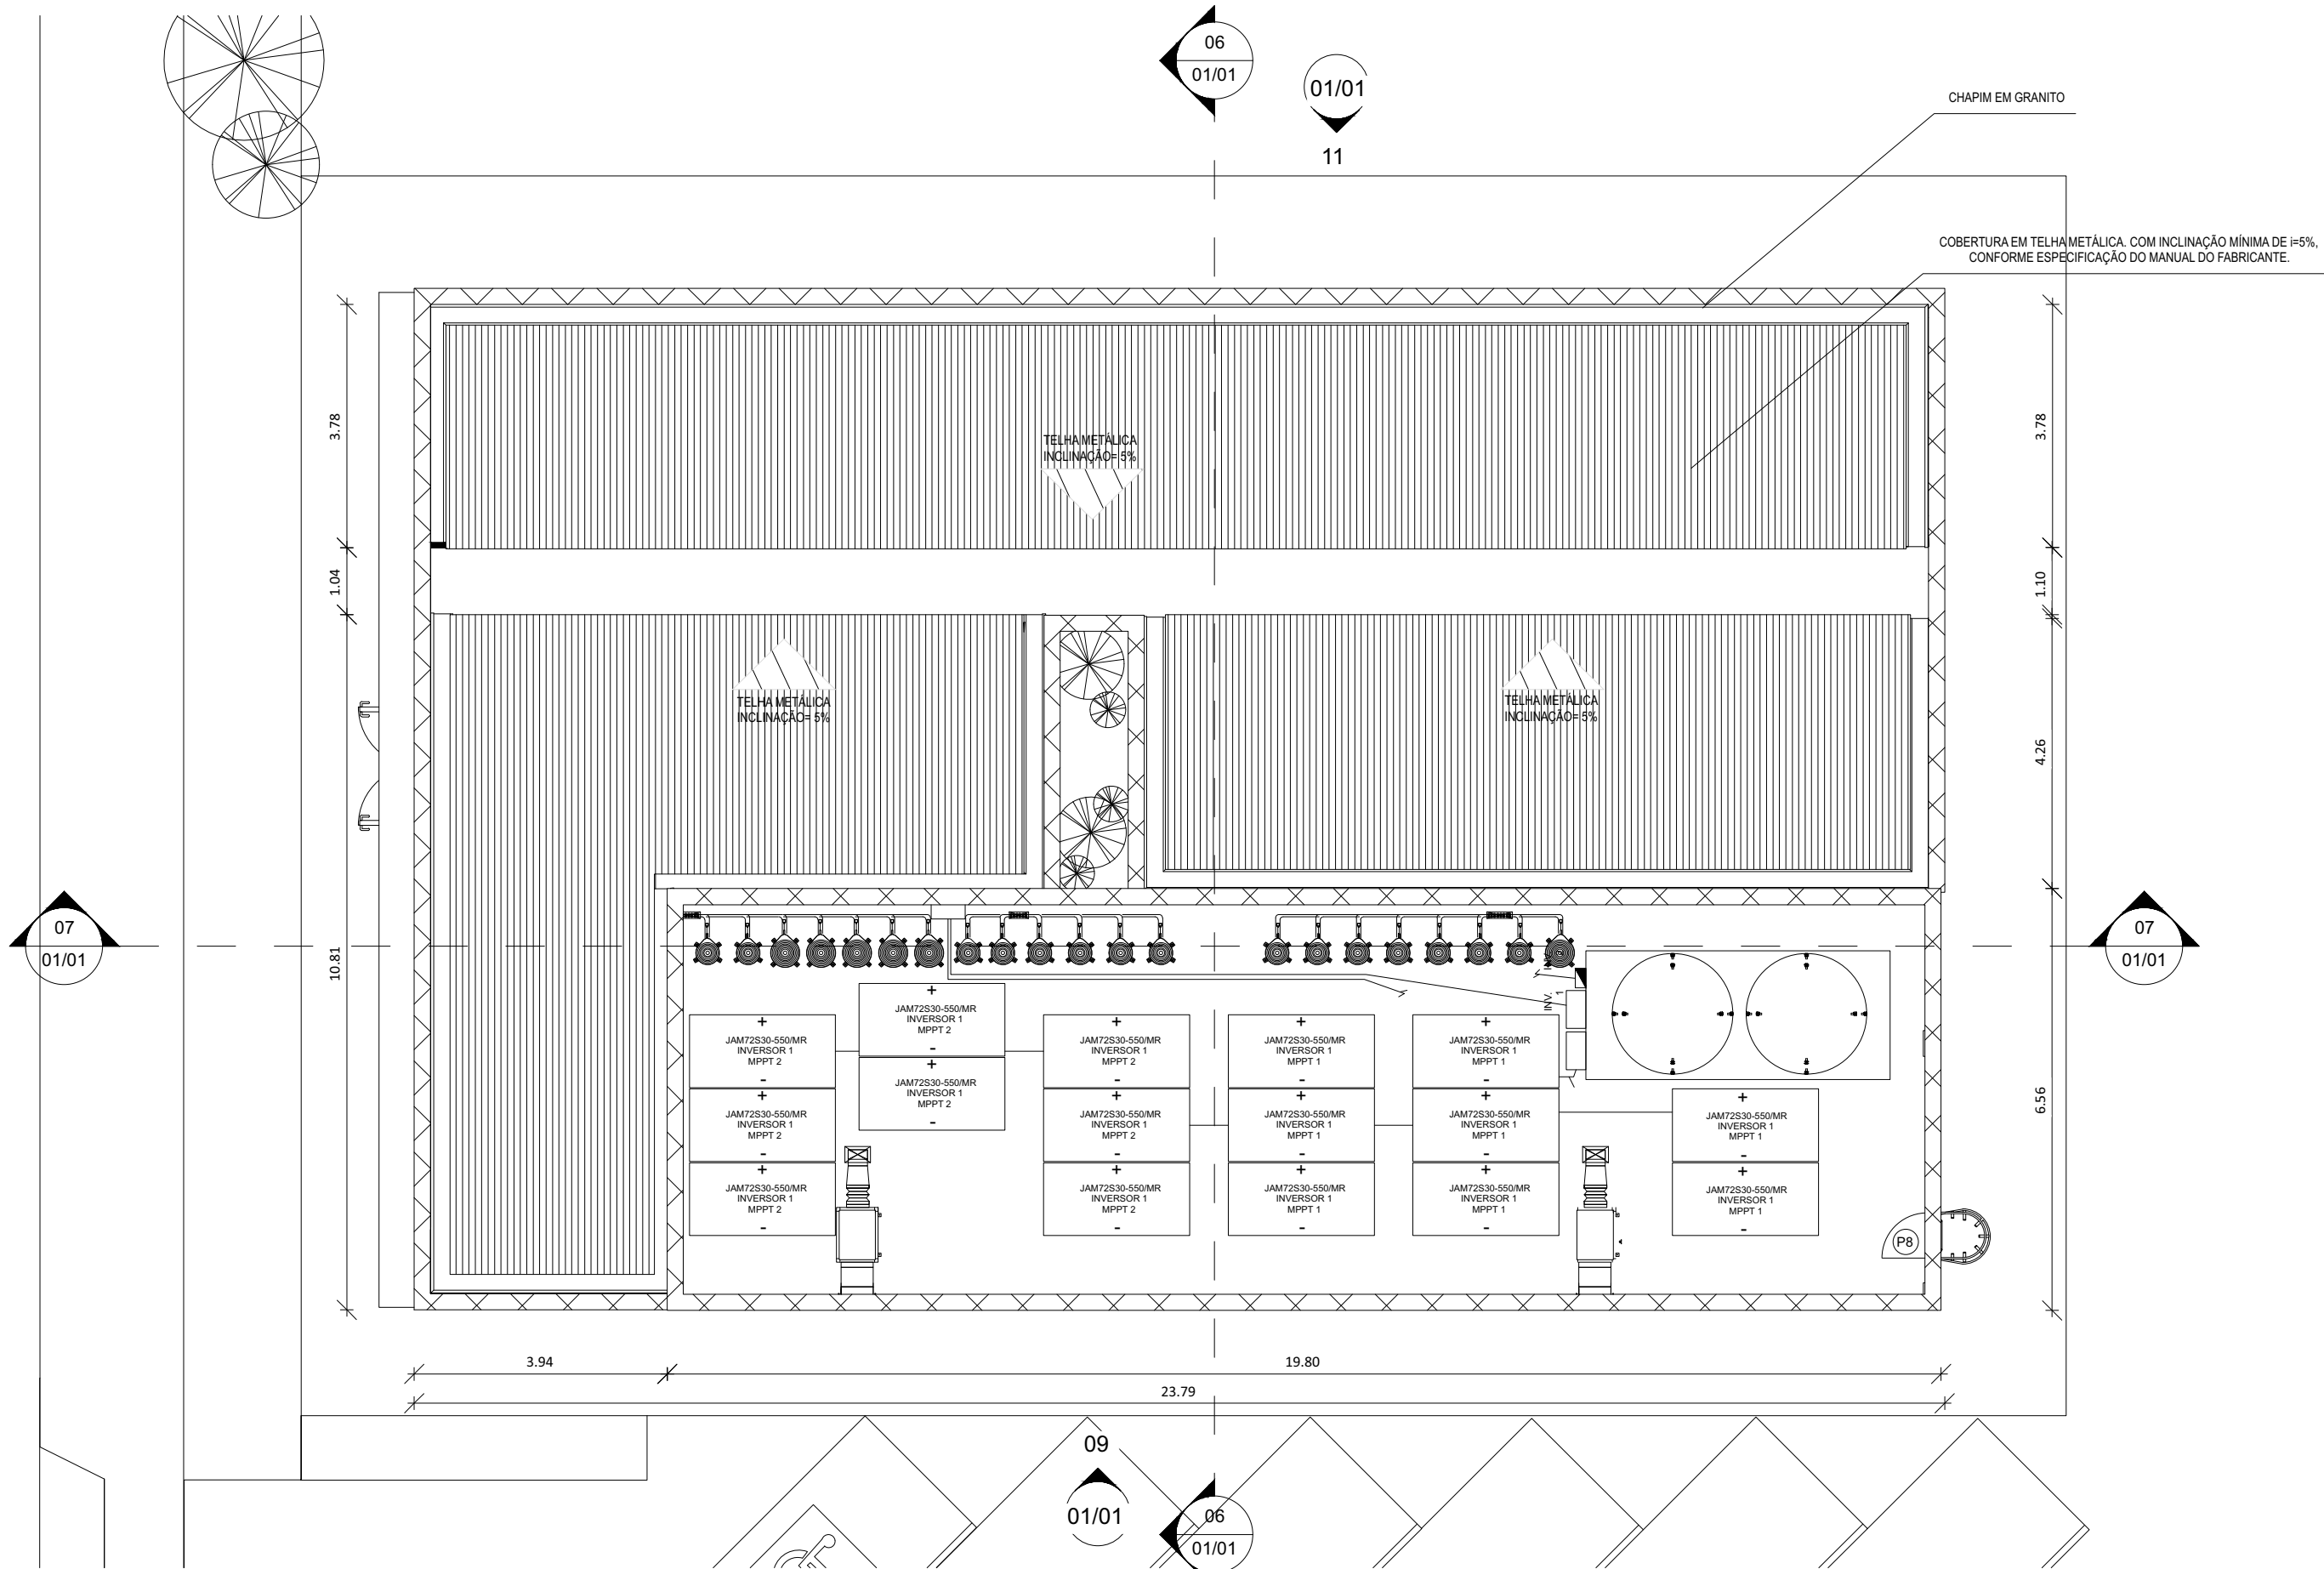 06
01/01
01/01
11
CHAPIM EM GRANITO
COBERTURA EM TELHA METÁLICA. COM INCLINAÇÃO MÍNIMA DE i=5%,
CONFORME ESPECIFICAÇÃO DO MANUAL DO FABRICANTE.
3.78
3.78
TELHA METÁLICA
INCLINAÇÃO= 5%
1.04
1.10
TELHA METÁLICA
INCLINAÇÃO= 5%
TELHA METÁLICA
INCLINAÇÃO= 5%
4.26
07
01/01
07
01/01
10.81
6.56
INV.
1
+
JAM72S30-550/MR
INVERSOR 1
MPPT 2
-
+
JAM72S30-550/MR
INVERSOR 1
MPPT 2
-
+
JAM72S30-550/MR
INVERSOR 1
MPPT 2
-
+
JAM72S30-550/MR
INVERSOR 1
MPPT 2
-
+
JAM72S30-550/MR
INVERSOR 1
MPPT 2
-
+
JAM72S30-550/MR
INVERSOR 1
MPPT 2
-
+
JAM72S30-550/MR
INVERSOR 1
MPPT 2
-
+
JAM72S30-550/MR
INVERSOR 1
MPPT 2
-
+
JAM72S30-550/MR
INVERSOR 1
MPPT 1
-
+
JAM72S30-550/MR
INVERSOR 1
MPPT 1
-
+
JAM72S30-550/MR
INVERSOR 1
MPPT 1
-
+
JAM72S30-550/MR
INVERSOR 1
MPPT 1
-
+
JAM72S30-550/MR
INVERSOR 1
MPPT 1
-
+
JAM72S30-550/MR
INVERSOR 1
MPPT 1
-
+
JAM72S30-550/MR
INVERSOR 1
MPPT 1
-
+
JAM72S30-550/MR
INVERSOR 1
MPPT 1
-
P8
3.94
19.80
23.79
09
01/01
06
01/01